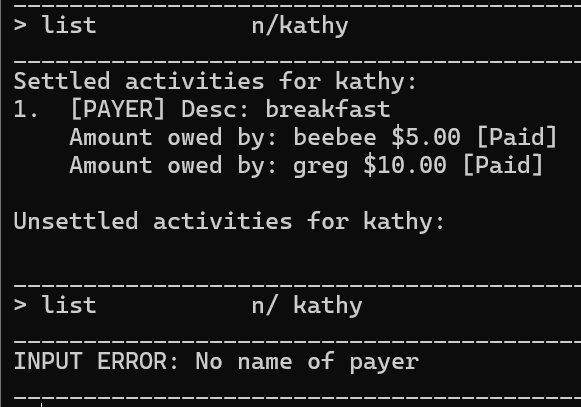 > list           n/kathy
Settled activities for kathy:
1.  [PAYER] Desc: breakfast
    Amount owed by: beebee $5.00 [Paid]
    Amount owed by: greg $10.00 [Paid]
Unsettled activities for kathy:
> list           n/ kathy
INPUT ERROR: No name of payer